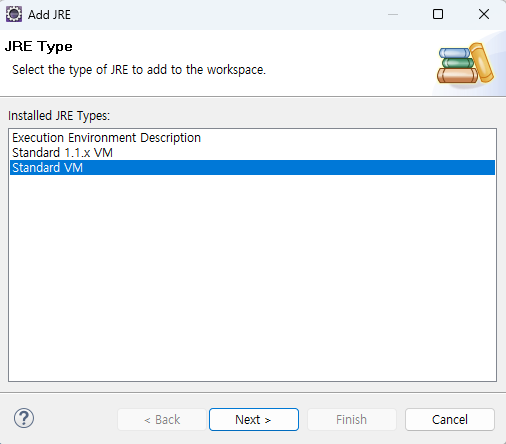 Add JRE
JRE Type
Select the type of JRE to add to the workspace.
Installed JRE Types:
Execution Environment Description
Standard 1.1.x VM
Standard VM
?
< Back
Next >
Finish
Cancel